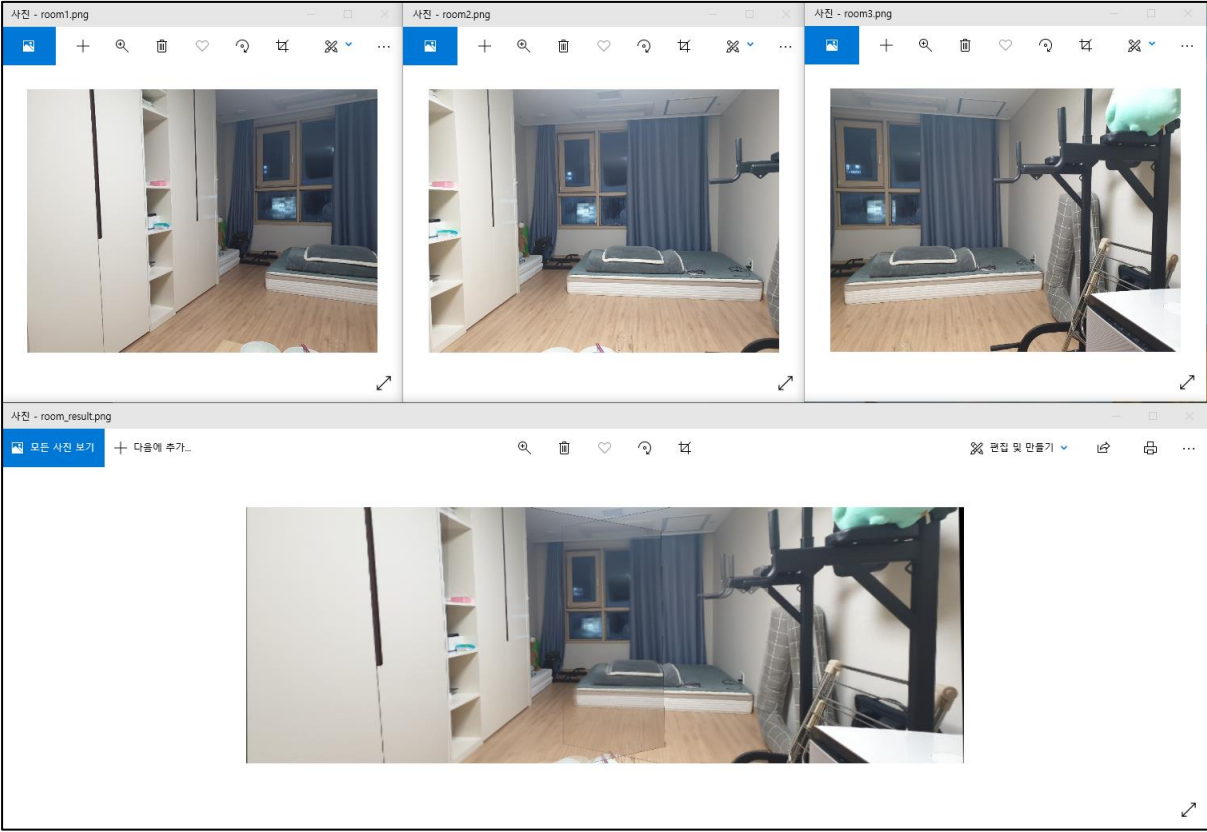 사진 - room1.png
사진 - room2.png
사진 - room3.png
사진 - room_result.png
모든 사진 보기
다음에 추가...
편집 및 만들기